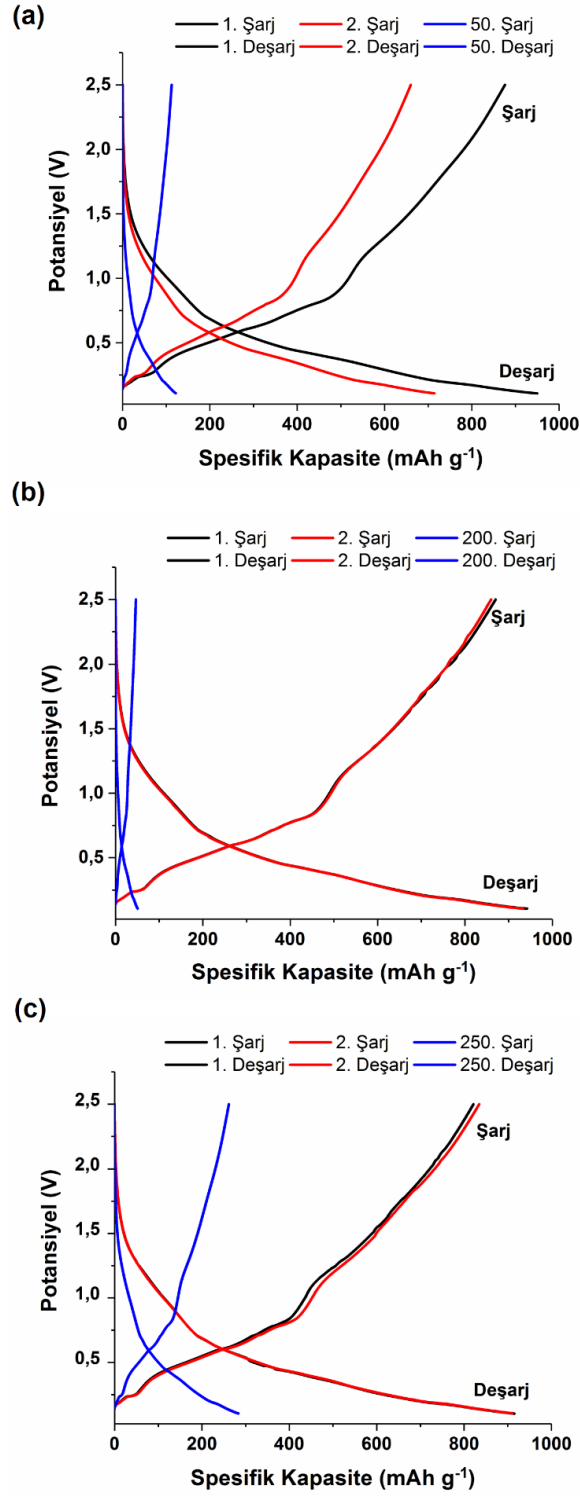 (a)
1. Şarj 2. Şarj 50. Şarj
1. Deşarj 2. Deşarj 50. Deşarj
2,5
2,0
1,5
1,0
0,5
Potansiyel (V)
Şarj
Deşarj
0 200 400 600 800 1000
Spesifik Kapasite (mAh g⁻¹)
(b)
1. Şarj 2. Şarj 200. Şarj
1. Deşarj 2. Deşarj 200. Deşarj
2,5
2,0
1,5
1,0
0,5
Potansiyel (V)
Şarj
Deşarj
0 200 400 600 800 1000
Spesifik Kapasite (mAh g⁻¹)
(c)
1. Şarj 2. Şarj 250. Şarj
1. Deşarj 2. Deşarj 250. Deşarj
2,5
2,0
1,5
1,0
0,5
Potansiyel (V)
Şarj
Deşarj
0 200 400 600 800 1000
Spesifik Kapasite (mAh g⁻¹)